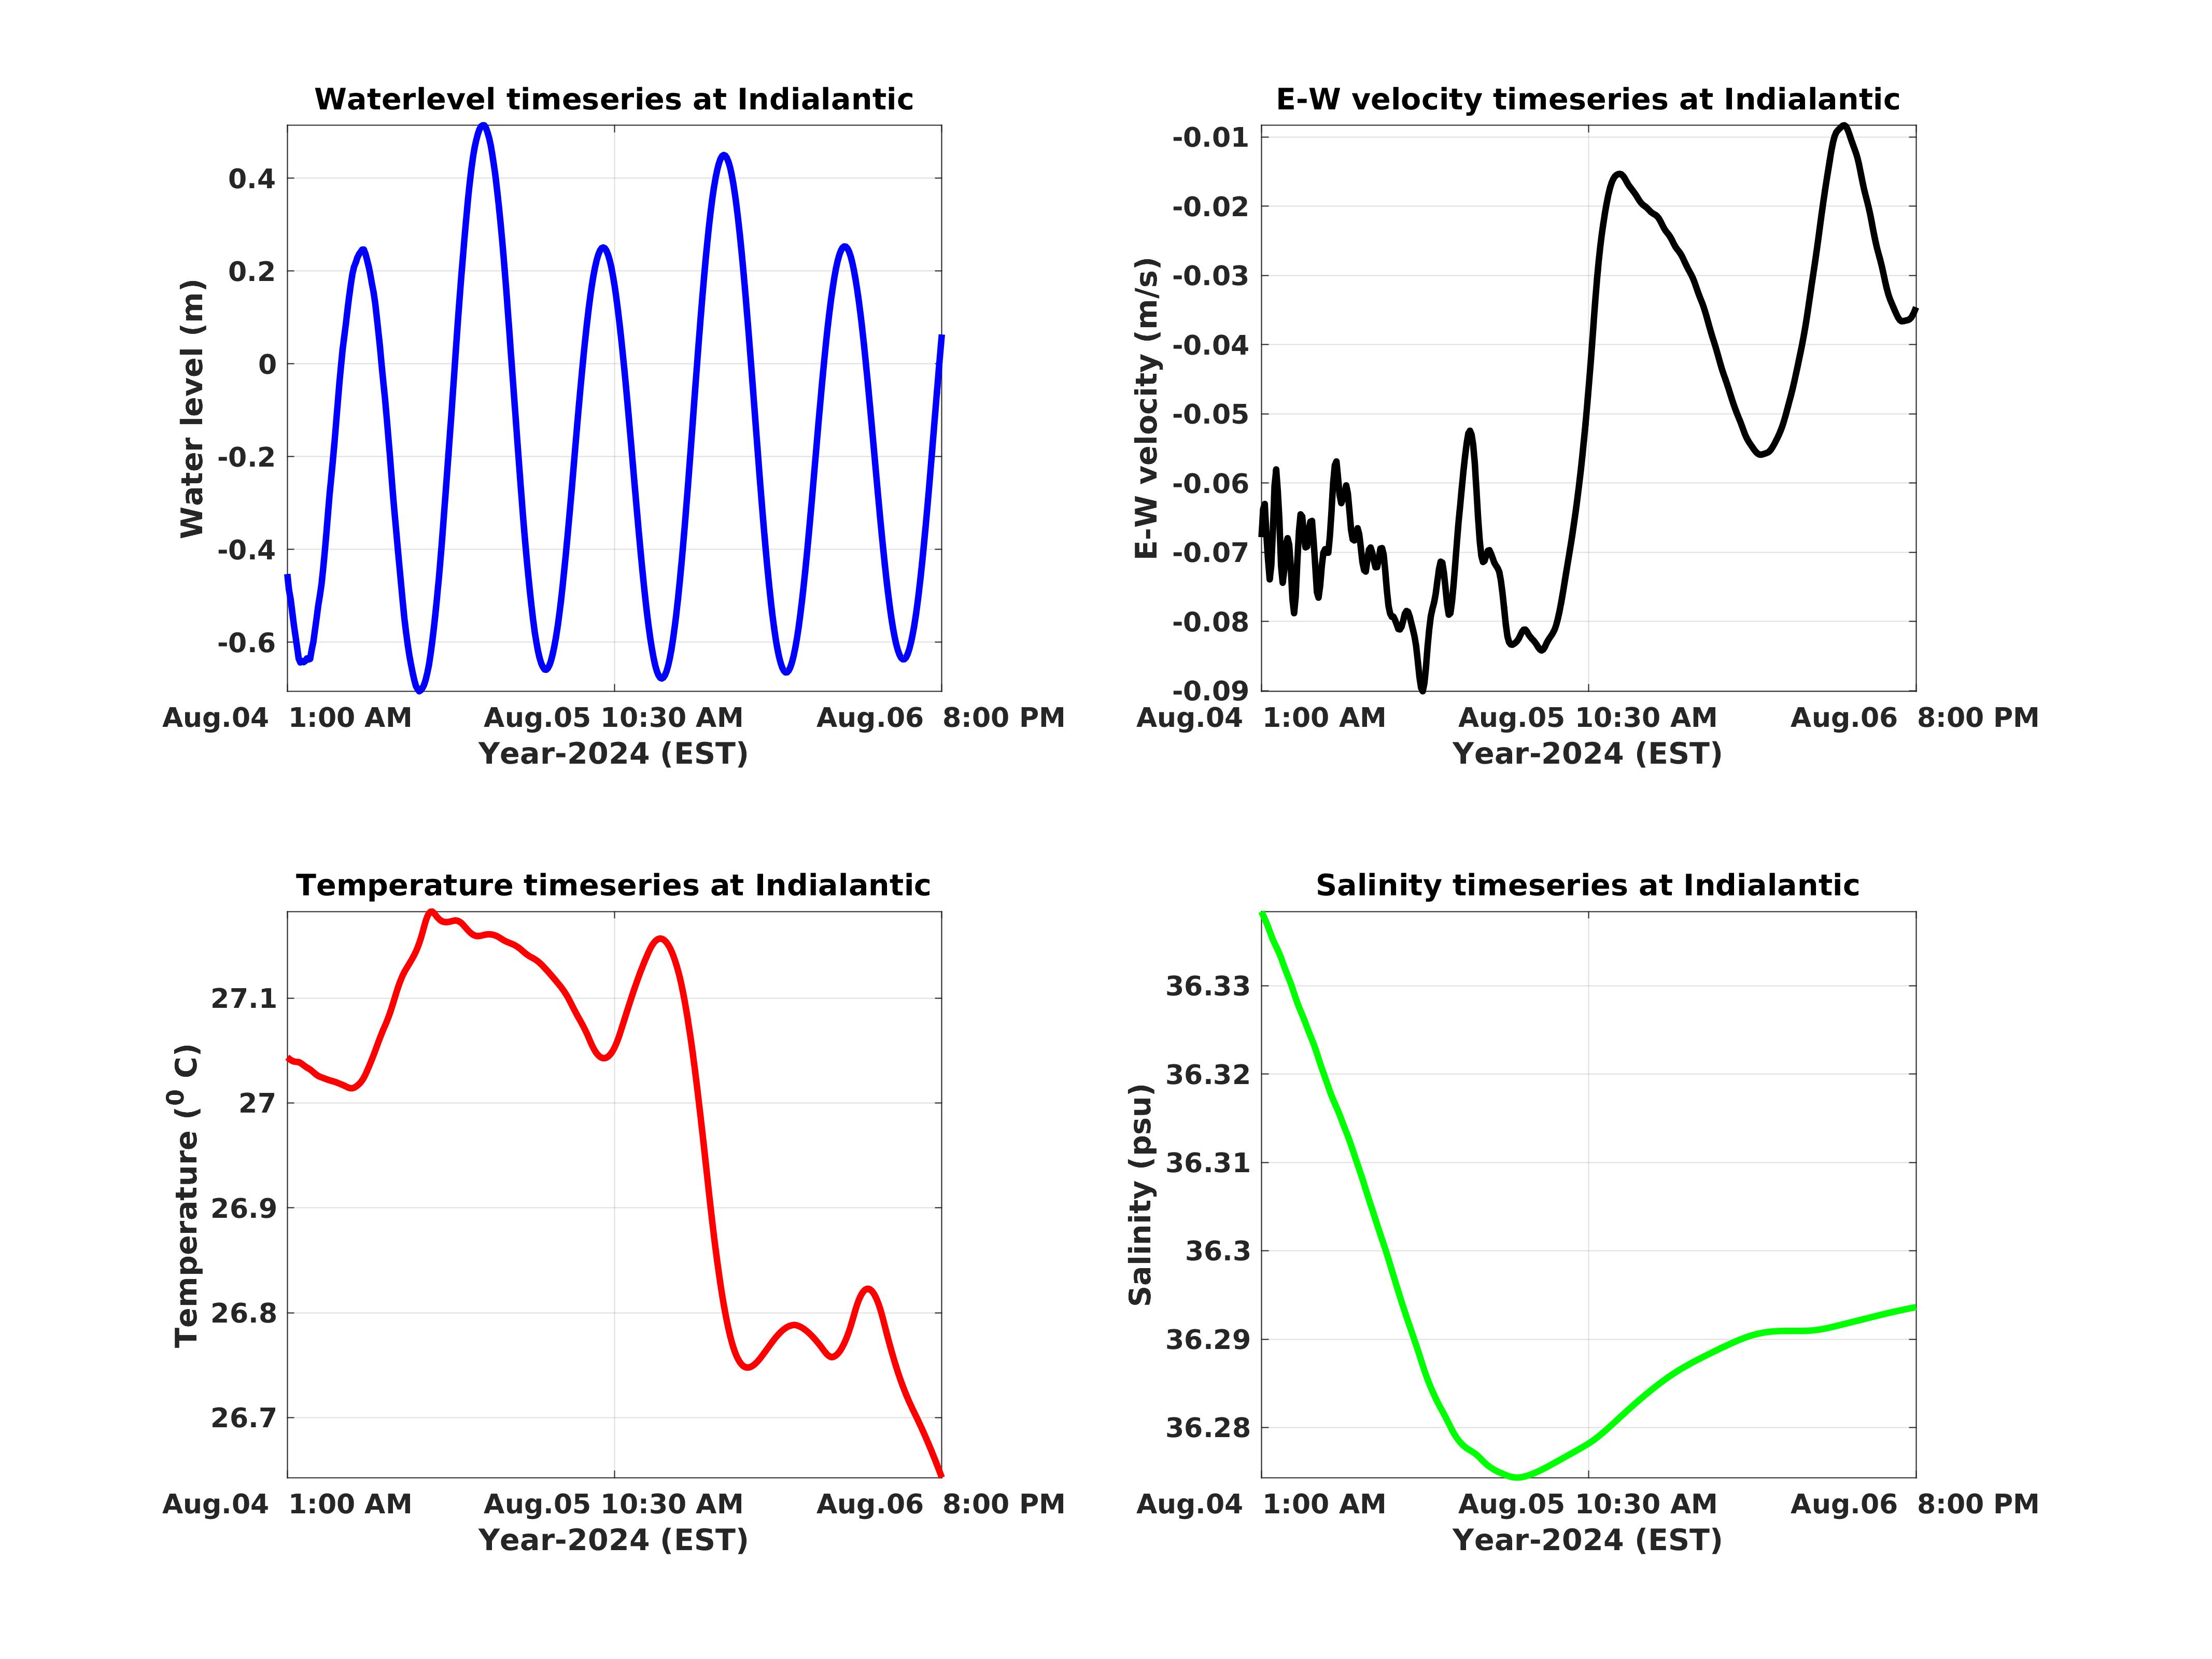 Waterlevel timeseries at Indialantic
0.4
0.2
0
-0.2
-0.4
-0.6
Water level (m)
Aug.04 1:00 AM Aug.05 10:30 AM Aug.06 8:00 PM
Year-2024 (EST)
E-W velocity timeseries at Indialantic
-0.01
-0.02
-0.03
-0.04
-0.05
-0.06
-0.07
-0.08
-0.09
E-W velocity (m/s)
Aug.04 1:00 AM Aug.05 10:30 AM Aug.06 8:00 PM
Year-2024 (EST)
Temperature timeseries at Indialantic
27.1
27
26.9
26.8
26.7
Temperature (⁰ C)
Aug.04 1:00 AM Aug.05 10:30 AM Aug.06 8:00 PM
Year-2024 (EST)
Salinity timeseries at Indialantic
36.33
36.32
36.31
36.3
36.29
36.28
Salinity (psu)
Aug.04 1:00 AM Aug.05 10:30 AM Aug.06 8:00 PM
Year-2024 (EST)